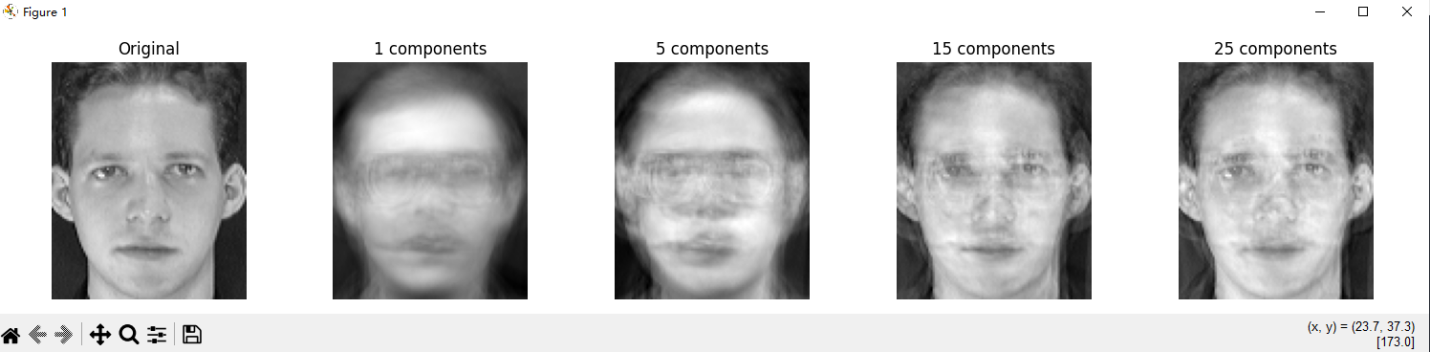 Figure 1
Original
1 components
5 components
15 components
25 components
(x, y) = (23.7, 37.3)
[173.0]